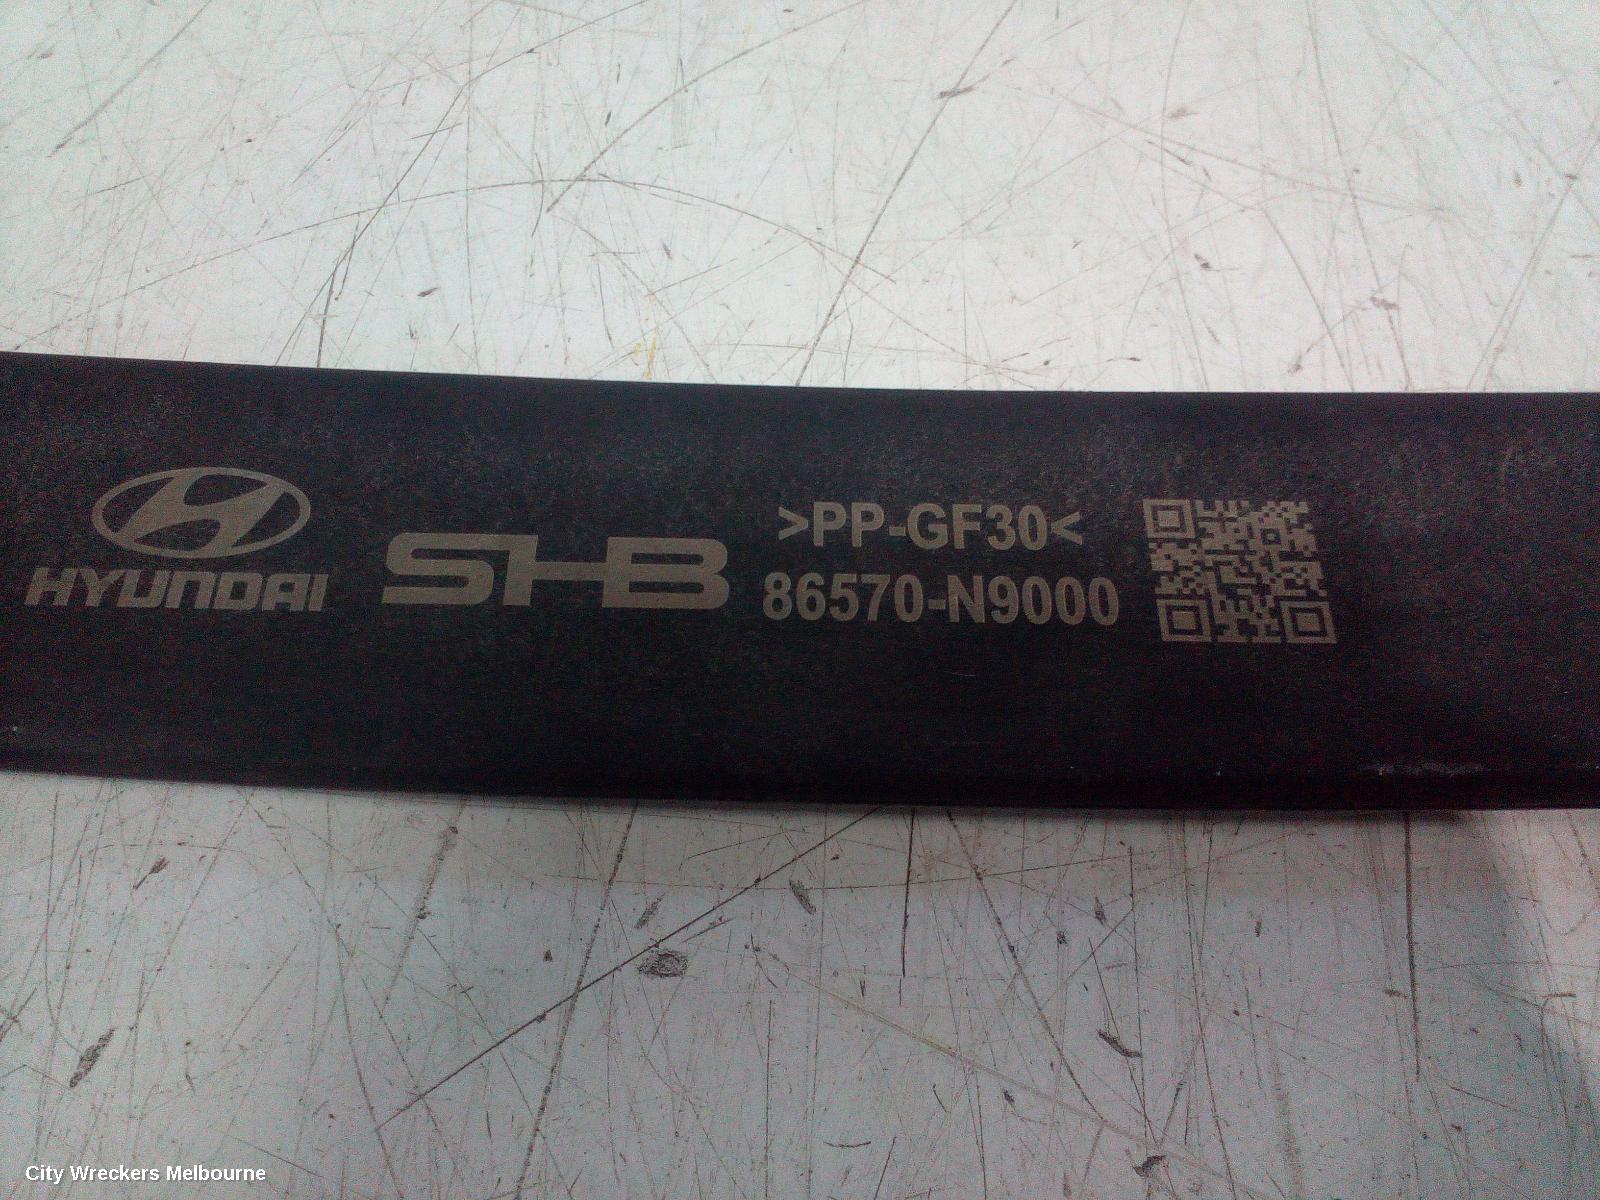 HYUNDAI
SHB
>PP-GF30<
86570-N9000
City Wreckers Melbourne